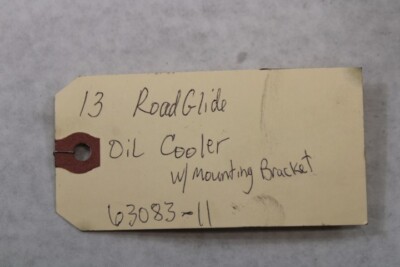 13 RoadGlide
Oil Cooler
w/ Mounting Bracket
63083-11